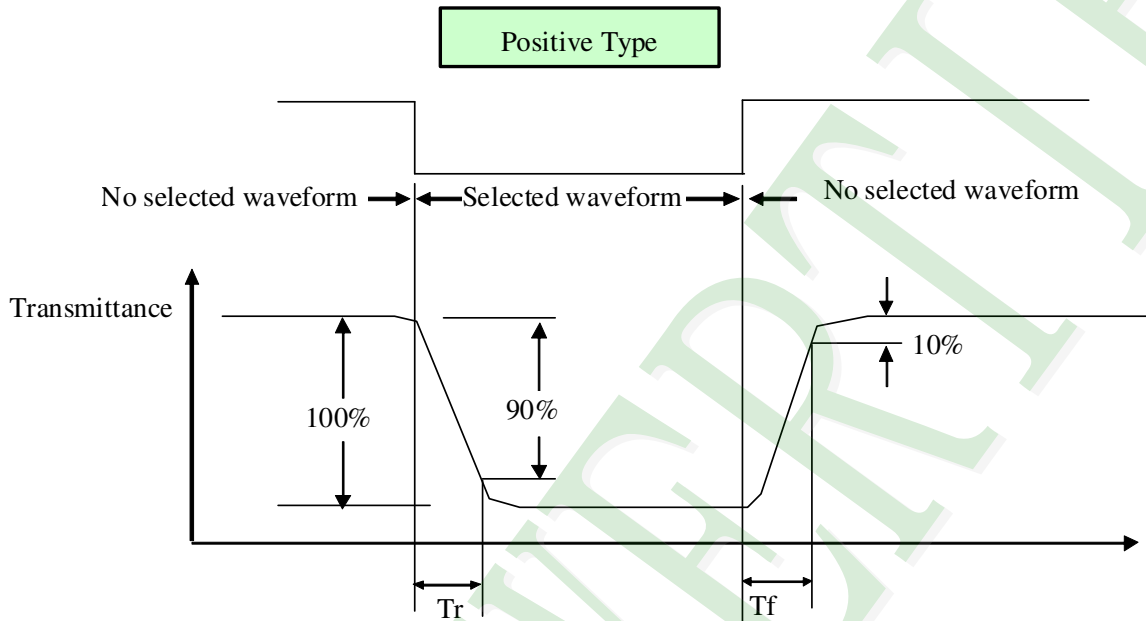 Positive Type
No selected waveform
Selected waveform
No selected waveform
Transmittance
10%
100%
90%
Tr
Tf